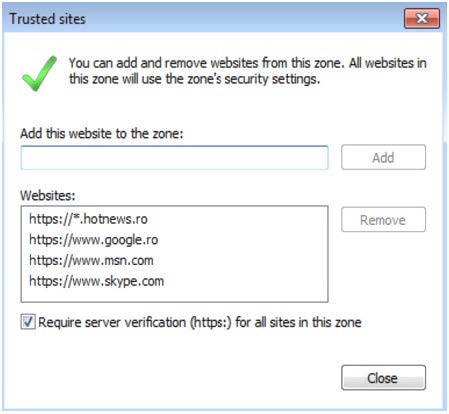 Trusted sites
You can add and remove websites from this zone. All websites in
this zone will use the zone's security settings.
Add this website to the zone:
Add
Websites:
https://*.hotnews.ro
Remove
https://www.google.ro
https://www.msn.com
https://www.skype.com
Require server verification (https:) for all sites in this zone
Close